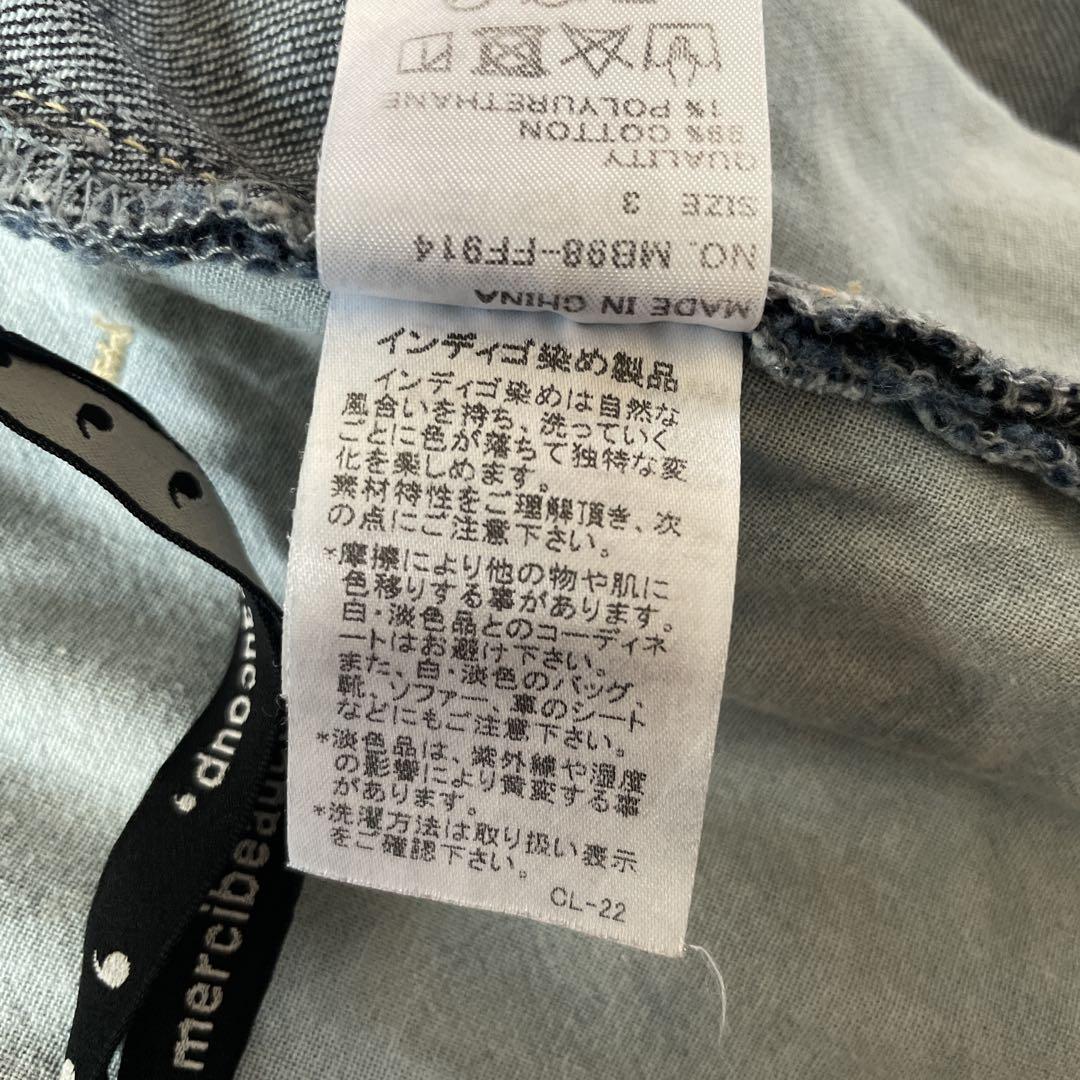 QUALITY
99% COTTON
1% POLYURETHANE
SIZE 3
NO. MB98-FF914
MADE IN CHINA
インディゴ染め製品
インディゴ染めは自然な
風合いを持ち、洗っていく
ごとに色が落ちて独特な変
化を楽しめます。
素材特性をご理解頂き、次
の点にご注意下さい。
*摩擦により他の物や肌に
色移りする事があります。
白・淡色品とのコーディネ
ートはお避け下さい。
また、白・淡色のバッグ、
靴、ソファー、車のシート
などにもご注意下さい。
*淡色品は、紫外線や湿度
の影響により黄変する事
があります。
*洗濯方法は取り扱い表示
をご確認下さい。
CL-22
aucoup,
mercibeau